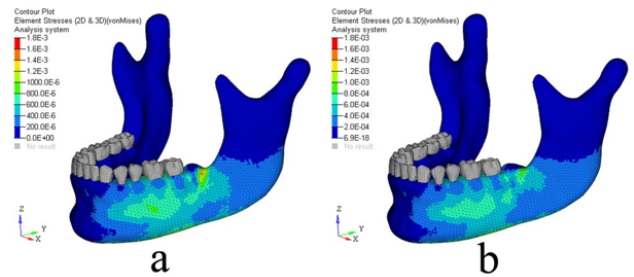 Contour Plot
Element Stresses (2D & 3D)(vonMises)
Analysis system
1.8E-3
1.6E-3
1.4E-3
1.2E-3
1000.0E-6
800.0E-6
600.0E-6
400.0E-6
200.0E-6
0.0E+00
No result
Z
Y
X
a
Contour Plot
Element Stresses (2D & 3D)(vonMises)
Analysis system
1.8E-03
1.6E-03
1.4E-03
1.2E-03
1.0E-03
8.0E-04
6.0E-04
4.0E-04
2.0E-04
6.9E-18
No result
Z
Y
X
b